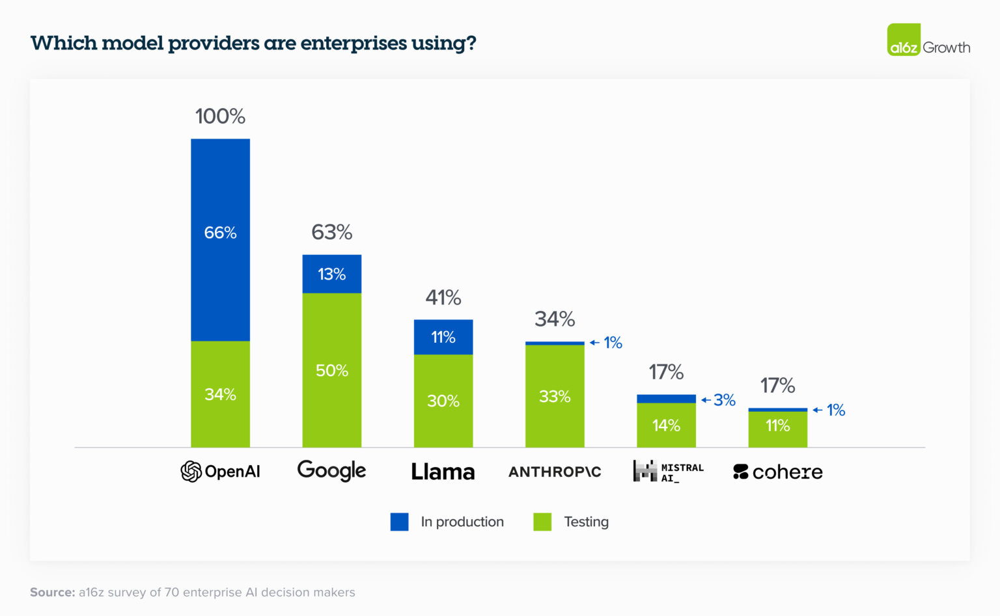 Which model providers are enterprises using?
a16z Growth
100%
66%
34%
63%
13%
50%
41%
11%
30%
34%
← 1%
33%
17%
← 3%
14%
17%
← 1%
11%
OpenAI
Google
Llama
ANTHROP\C
MISTRAL
AI_
cohere
In production
Testing
Source: a16z survey of 70 enterprise AI decision makers